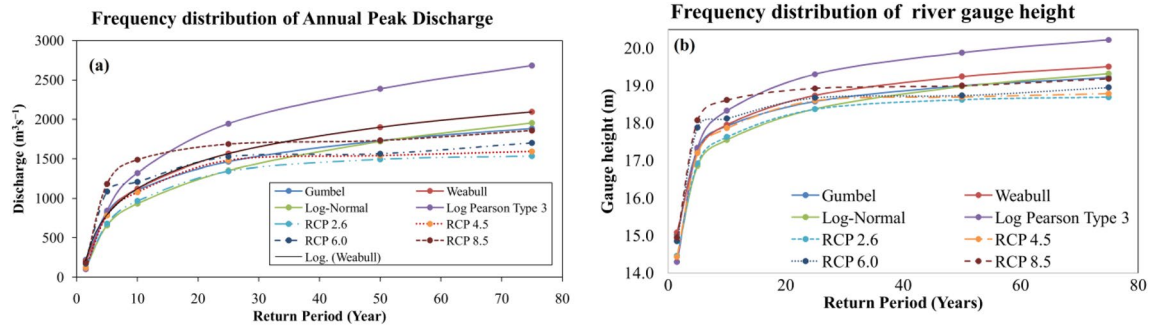 Frequency distribution of Annual Peak Discharge
(a)
Discharge (m³s⁻¹)
3000
2500
2000
1500
1000
500
0
0 10 20 30 40 50 60 70 80
Return Period (Year)
Gumbel Weabull
Log-Normal Log Pearson Type 3
RCP 2.6 RCP 4.5
RCP 6.0 RCP 8.5
Log. (Weabull)
Frequency distribution of river gauge height
(b)
Gauge height (m)
20.0
19.0
18.0
17.0
16.0
15.0
14.0
0 20 40 60 80
Return Period (Years)
Gumbel Weabull
Log-Normal Log Pearson Type 3
RCP 2.6 RCP 4.5
RCP 6.0 RCP 8.5